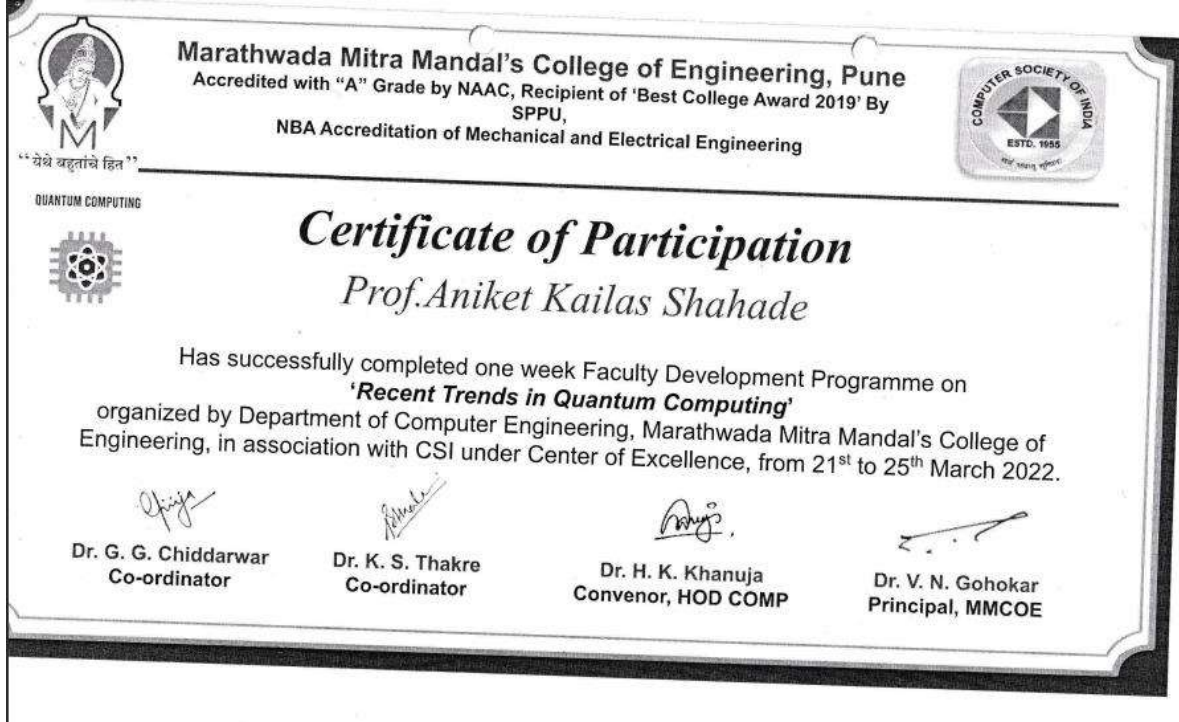 Marathwada Mitra Mandal's College of Engineering, Pune
Accredited with "A" Grade by NAAC, Recipient of 'Best College Award 2019' By
SPPU,
NBA Accreditation of Mechanical and Electrical Engineering
M
“येथे बहुतांचे हित”
COMPUTER SOCIETY OF INDIA
ESTD. 1955
QUANTUM COMPUTING
Certificate of Participation
Prof.Aniket Kailas Shahade
Has successfully completed one week Faculty Development Programme on
'Recent Trends in Quantum Computing'
organized by Department of Computer Engineering, Marathwada Mitra Mandal's College of
Engineering, in association with CSI under Center of Excellence, from 21st to 25th March 2022.
Dr. G. G. Chiddarwar
Co-ordinator
Dr. K. S. Thakre
Co-ordinator
Dr. H. K. Khanuja
Convenor, HOD COMP
Dr. V. N. Gohokar
Principal, MMCOE